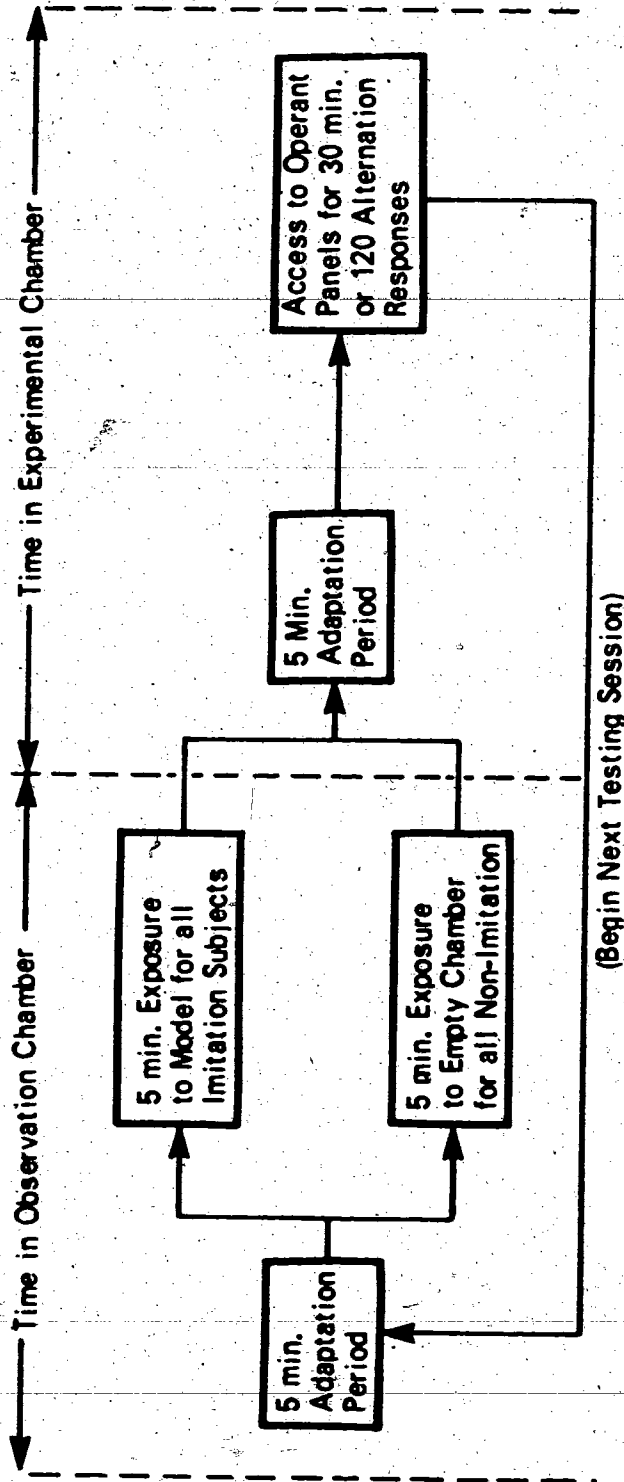 Time in Observation Chamber
Time in Experimental Chamber
5 min.
Adaptation
Period
5 min. Exposure
to Model for all
Imitation Subjects
5 min. Exposure
to Empty Chamber
for all Non-Imitation
5 Min.
Adaptation
Period
Access to Operant
Panels for 30 min.
or 120 Alternation
Responses
(Begin Next Testing Session)